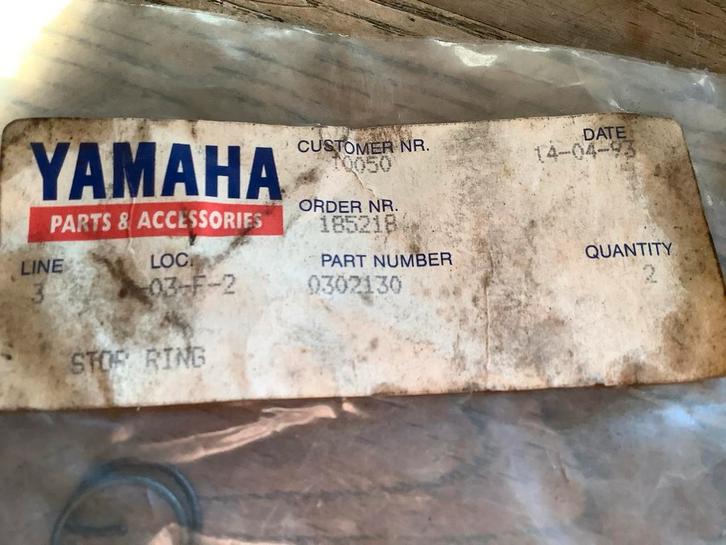 YAMAHA
PARTS & ACCESSORIES
CUSTOMER NR.
10050
DATE
14-04-93
ORDER NR.
185218
LINE
3
LOC.
03-F-2
PART NUMBER
0302130
QUANTITY
2
STOP RING